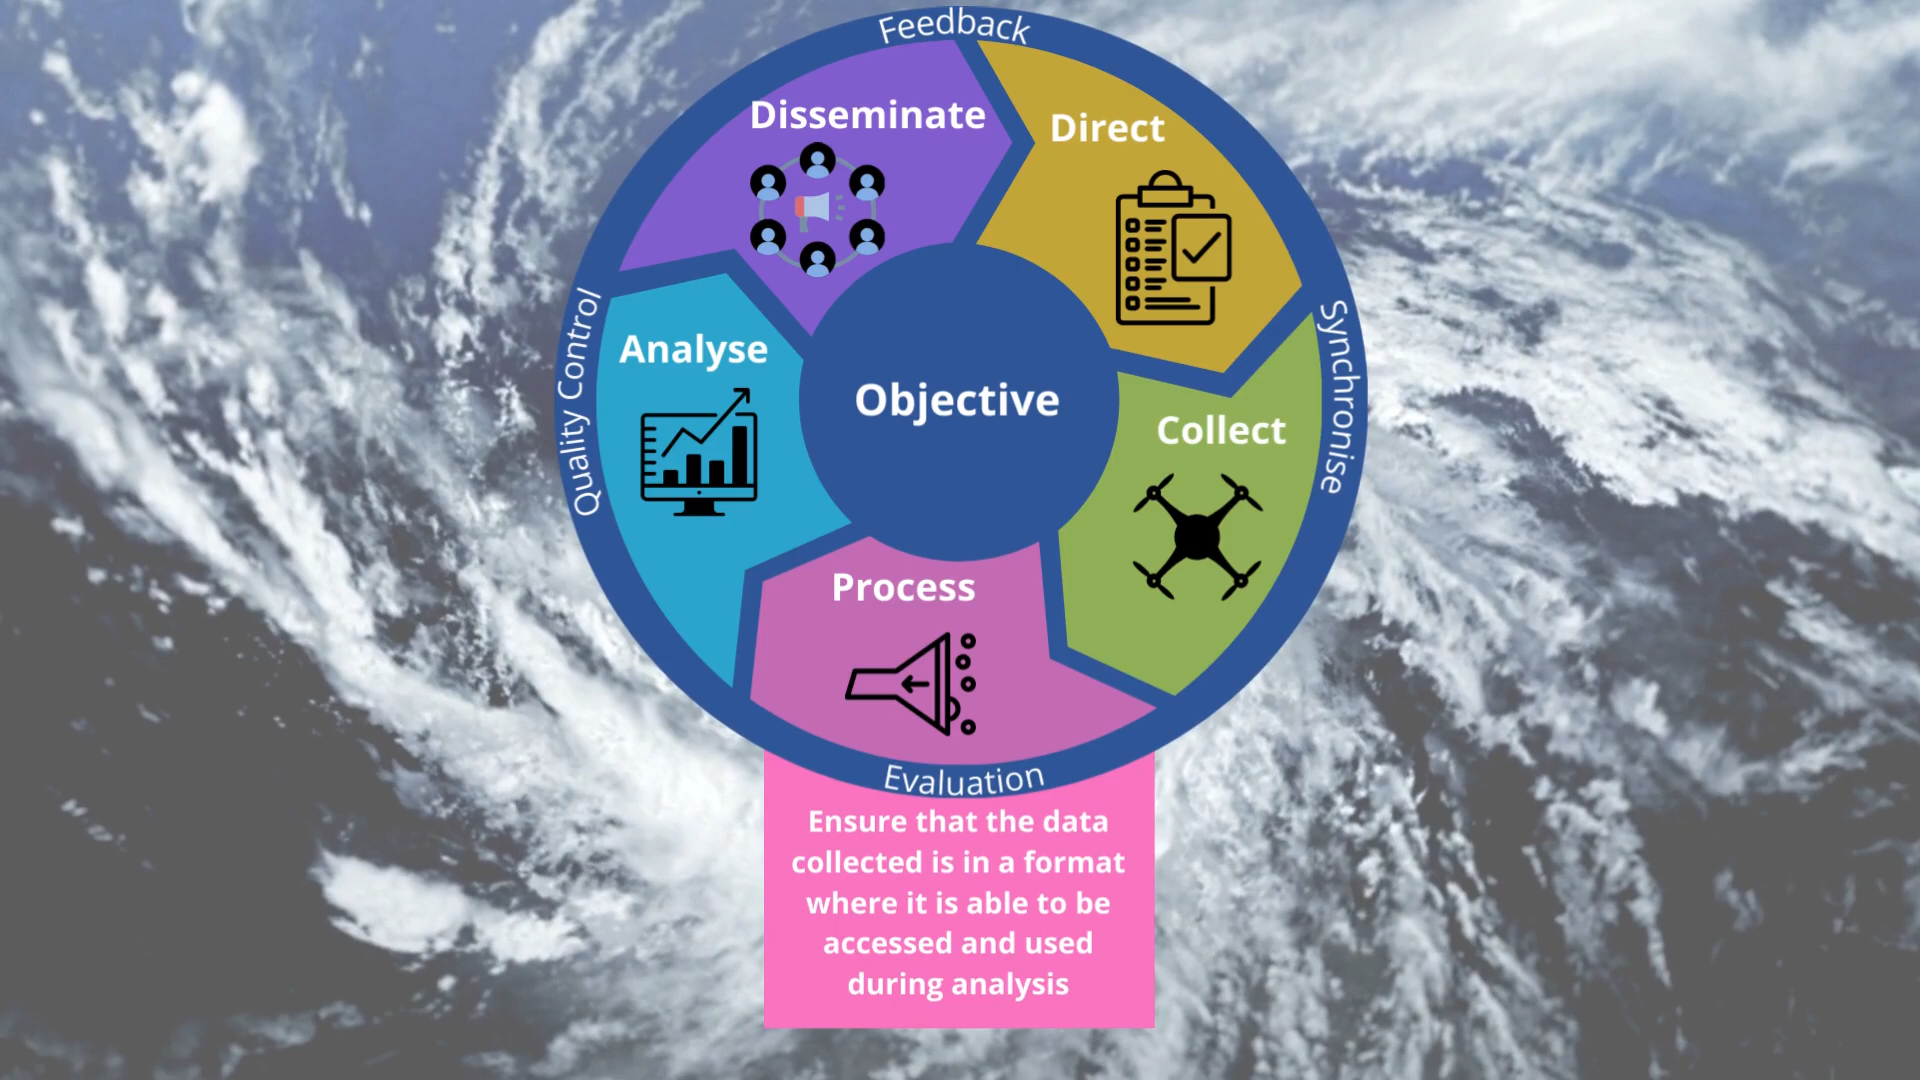 Feedback
Disseminate
Direct
Synchronise
Quality Control
Analyse
Objective
Collect
Process
Evaluation
Ensure that the data
collected is in a format
where it is able to be
accessed and used
during analysis